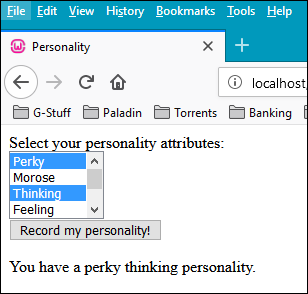 File Edit View History Bookmarks Tools Help
Personality
localhost
G-Stuff Paladin Torrents Banking
Select your personality attributes:
Perky
Morose
Thinking
Feeling
Record my personality!
You have a perky thinking personality.